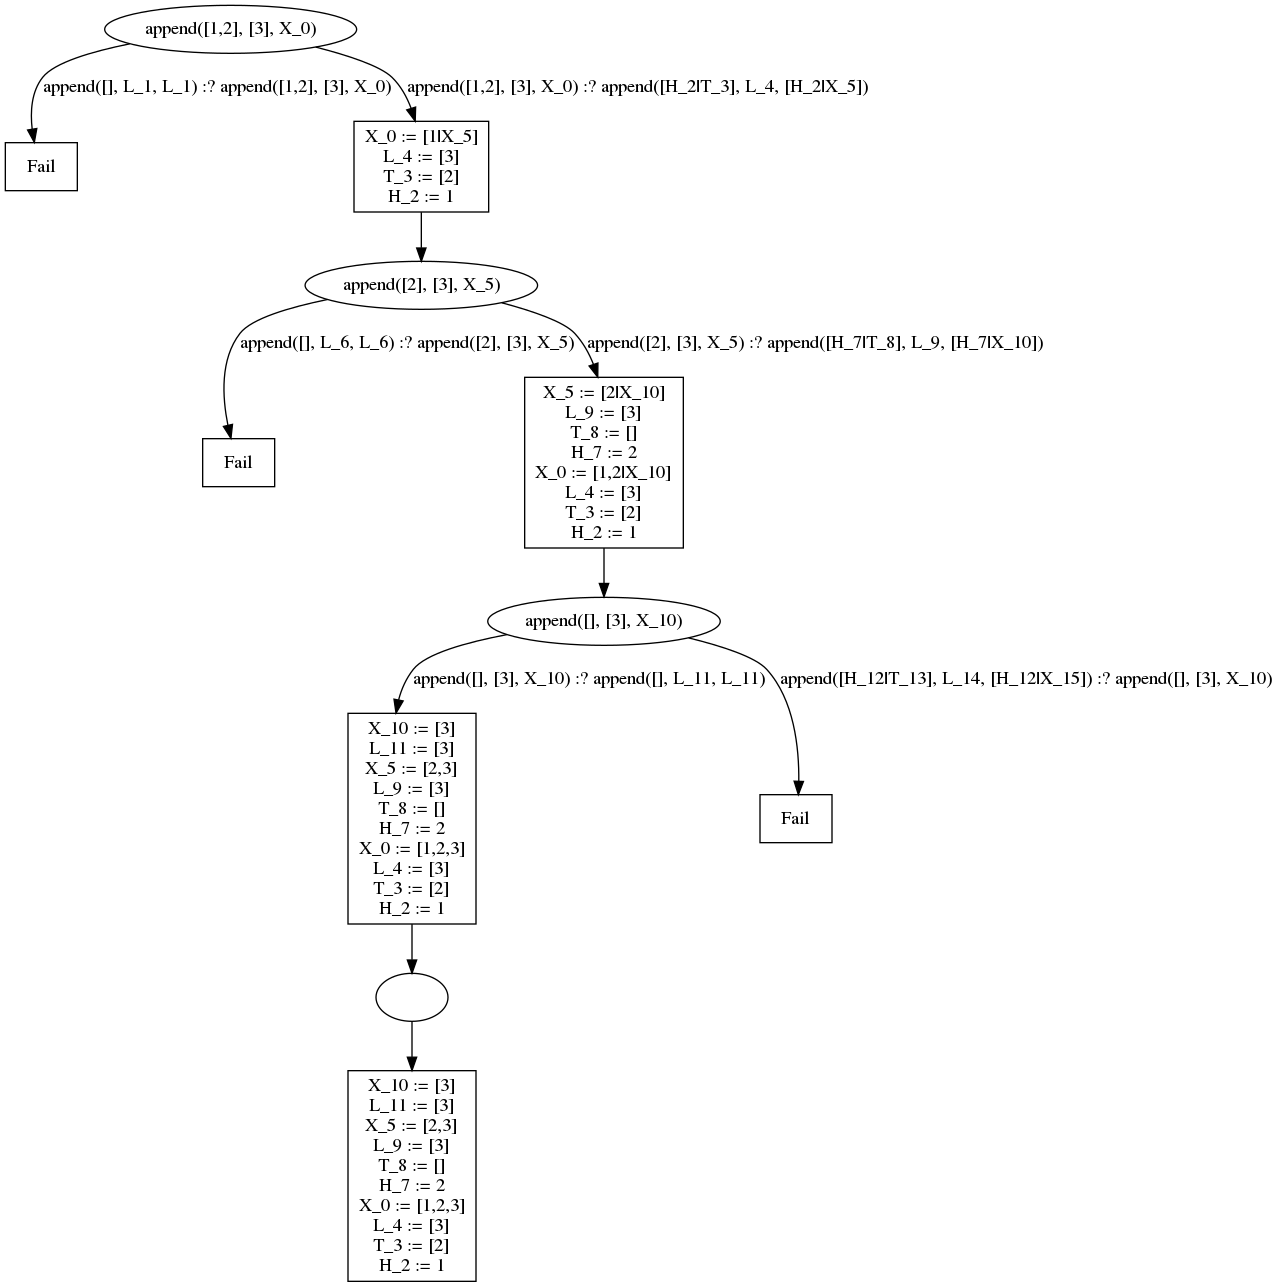 append([1,2], [3], X_0)
append([], L_1, L_1) :? append([1,2], [3], X_0)
append([1,2], [3], X_0) :? append([H_2|T_3], L_4, [H_2|X_5])
Fail
X_0 := [1|X_5]
L_4 := [3]
T_3 := [2]
H_2 := 1
append([2], [3], X_5)
append([], L_6, L_6) :? append([2], [3], X_5)
append([2], [3], X_5) :? append([H_7|T_8], L_9, [H_7|X_10])
Fail
X_5 := [2|X_10]
L_9 := [3]
T_8 := []
H_7 := 2
X_0 := [1,2|X_10]
L_4 := [3]
T_3 := [2]
H_2 := 1
append([], [3], X_10)
append([], [3], X_10) :? append([], L_11, L_11)
append([H_12|T_13], L_14, [H_12|X_15]) :? append([], [3], X_10)
X_10 := [3]
L_11 := [3]
X_5 := [2,3]
L_9 := [3]
T_8 := []
H_7 := 2
X_0 := [1,2,3]
L_4 := [3]
T_3 := [2]
H_2 := 1
Fail
X_10 := [3]
L_11 := [3]
X_5 := [2,3]
L_9 := [3]
T_8 := []
H_7 := 2
X_0 := [1,2,3]
L_4 := [3]
T_3 := [2]
H_2 := 1